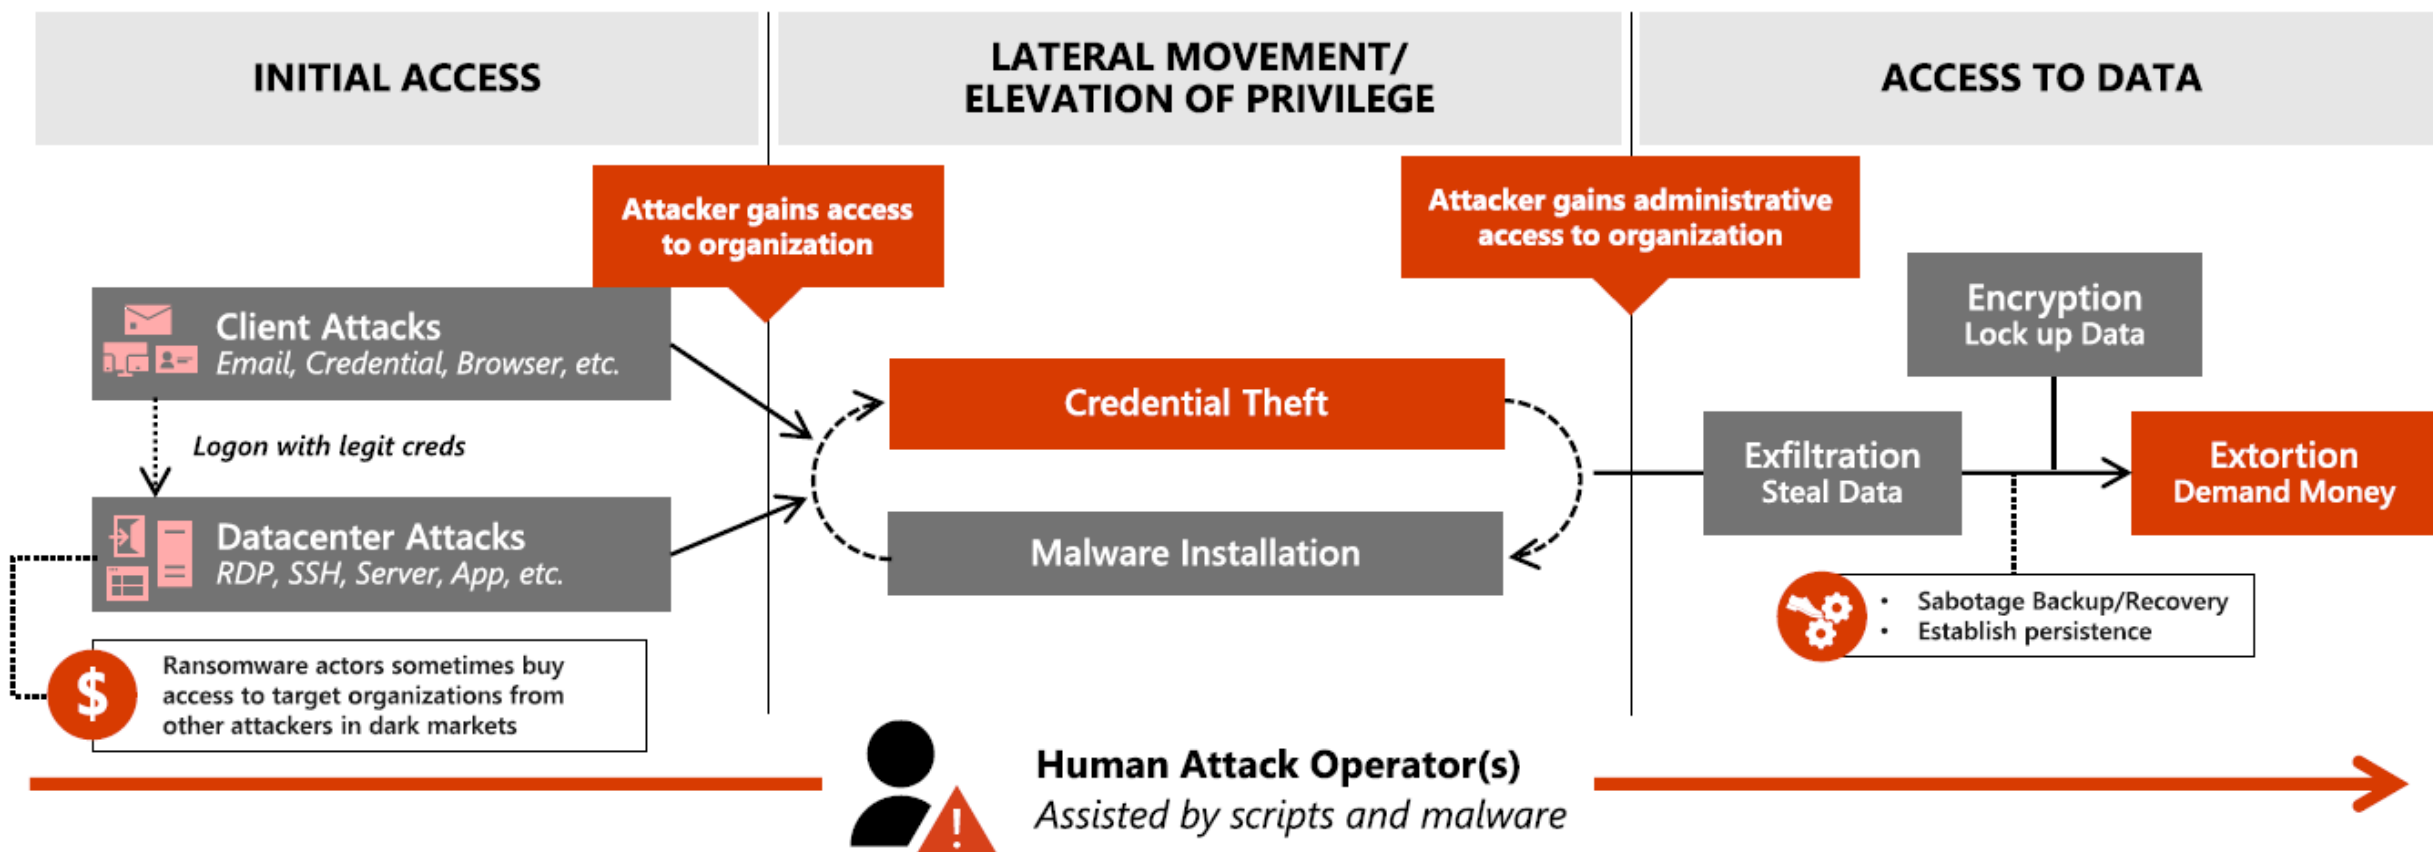 INITIAL ACCESS
LATERAL MOVEMENT/
ELEVATION OF PRIVILEGE
ACCESS TO DATA
Attacker gains access
to organization
Attacker gains administrative
access to organization
Client Attacks
Email, Credential, Browser, etc.
Logon with legit creds
Datacenter Attacks
RDP, SSH, Server, App, etc.
$
Ransomware actors sometimes buy
access to target organizations from
other attackers in dark markets
Credential Theft
Malware Installation
Encryption
Lock up Data
Exfiltration
Steal Data
Extortion
Demand Money
• Sabotage Backup/Recovery
• Establish persistence
Human Attack Operator(s)
Assisted by scripts and malware
!